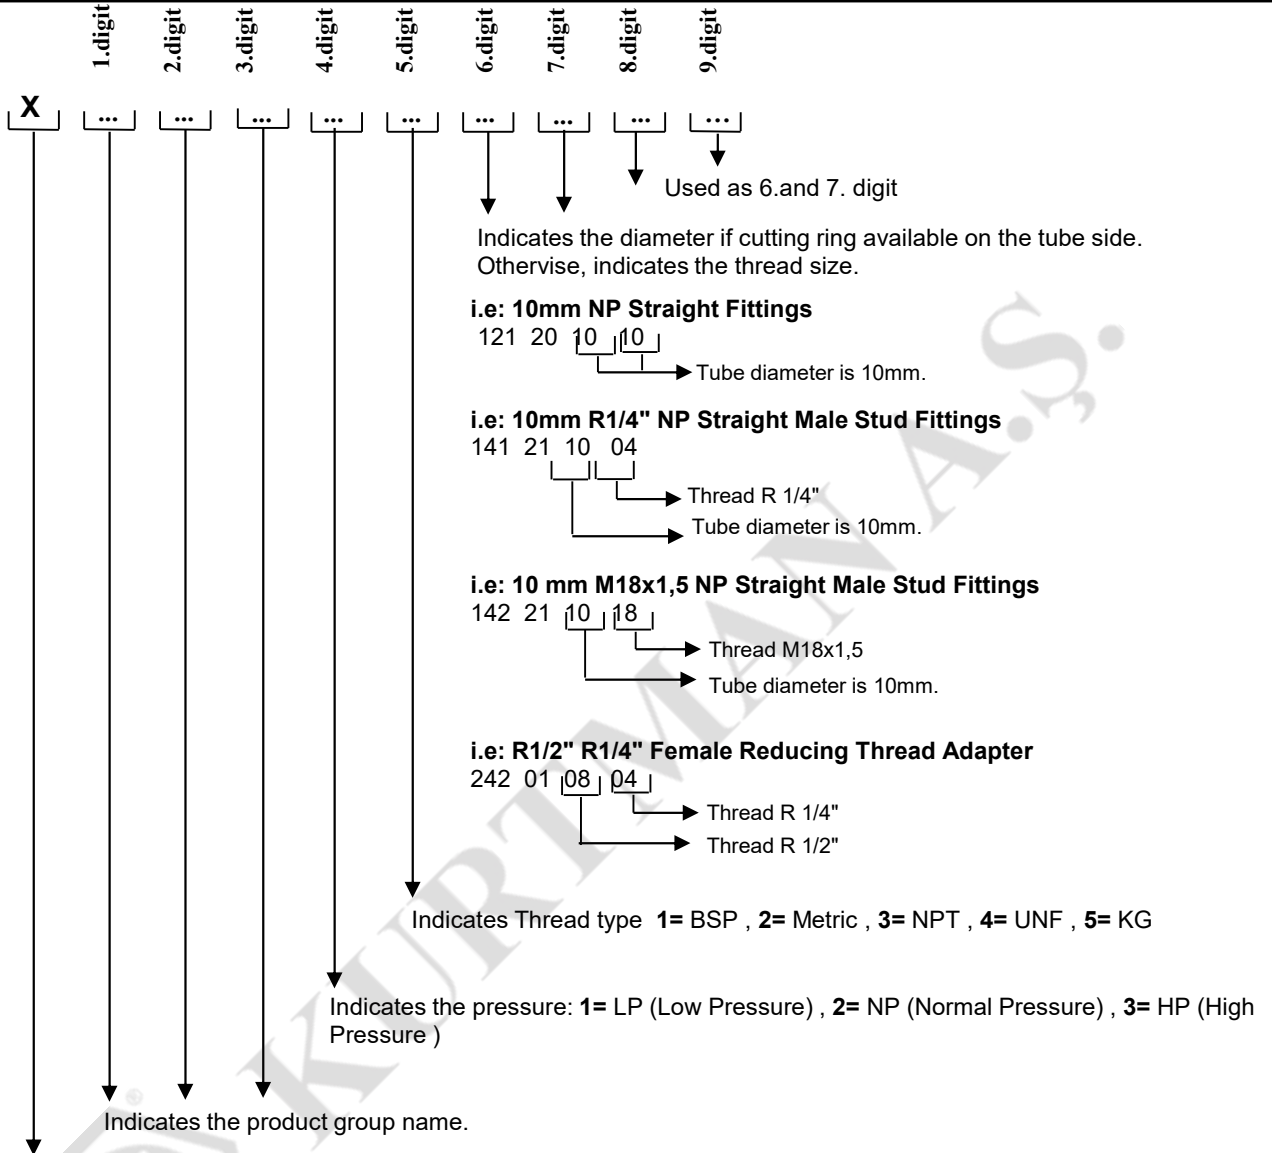 1.digit 2.digit 3.digit 4.digit 5.digit 6.digit 7.digit 8.digit 9.digit
X ... ... ... ... ... ... ... ... ...
Used as 6.and 7. digit
Indicates the diameter if cutting ring available on the tube side.
Othervise, indicates the thread size.
i.e: 10mm NP Straight Fittings
121 20 10 10
Tube diameter is 10mm.
i.e: 10mm R1/4" NP Straight Male Stud Fittings
141 21 10 04
Thread R 1/4"
Tube diameter is 10mm.
i.e: 10 mm M18x1,5 NP Straight Male Stud Fittings
142 21 10 18
Thread M18x1,5
Tube diameter is 10mm.
i.e: R1/2" R1/4" Female Reducing Thread Adapter
242 01 08 04
Thread R 1/4"
Thread R 1/2"
Indicates Thread type 1= BSP , 2= Metric , 3= NPT , 4= UNF , 5= KG
Indicates the pressure: 1= LP (Low Pressure) , 2= NP (Normal Pressure) , 3= HP (High
Pressure )
Indicates the product group name.
® KURTMAN A.Ş.